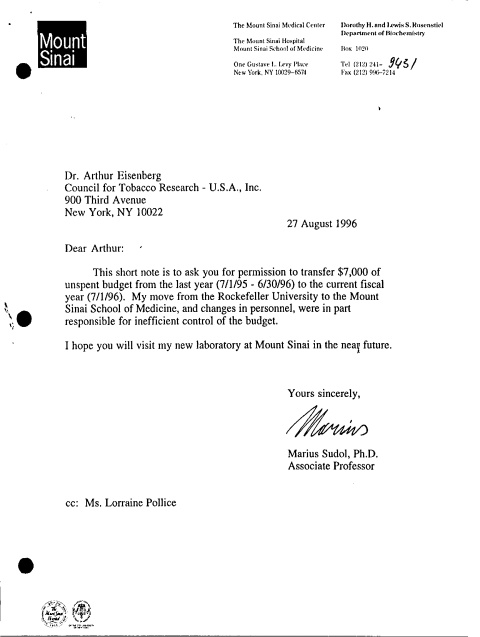 Mount
Sinai
The Mount Sinai Medical Center
The Mount Sinai Hospital
Mount Sinai School of Medicine
One Gustave L. Levy Place
New York, NY 10029-6574
Dorothy H. and Lewis S. Rosenstiel
Department of Biochemistry
Box 1020
Tel (212) 241- 9431
Fax (212) 996-7214
Dr. Arthur Eisenberg
Council for Tobacco Research - U.S.A., Inc.
900 Third Avenue
New York, NY 10022
27 August 1996
Dear Arthur:
This short note is to ask you for permission to transfer $7,000 of
unspent budget from the last year (7/1/95 - 6/30/96) to the current fiscal
year (7/1/96). My move from the Rockefeller University to the Mount
Sinai School of Medicine, and changes in personnel, were in part
responsible for inefficient control of the budget.
I hope you will visit my new laboratory at Mount Sinai in the near future.
Yours sincerely,
Marius
Marius Sudol, Ph.D.
Associate Professor
cc: Ms. Lorraine Pollice